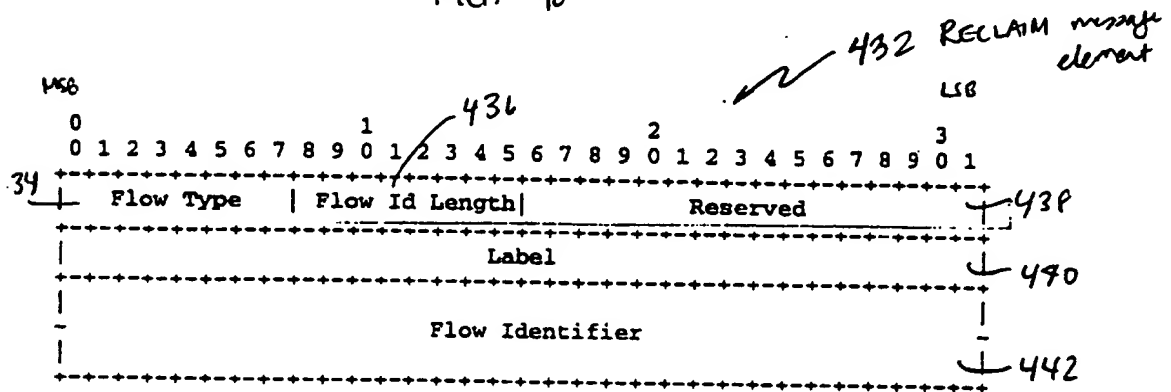 432 RECLAIM message
element
MSB LSB
436
0 1 2 3
0 1 2 3 4 5 6 7 8 9 0 1 2 3 4 5 6 7 8 9 0 1 2 3 4 5 6 7 8 9 0 1
+-+-+-+-+-+-+-+-+-+-+-+-+-+-+-+-+-+-+-+-+-+-+-+-+-+-+-+-+-+-+-+-+
34 | Flow Type | Flow Id Length| Reserved | 438
+-+-+-+-+-+-+-+-+-+-+-+-+-+-+-+-+-+-+-+-+-+-+-+-+-+-+-+-+-+-+-+-+
| Label | 440
+-+-+-+-+-+-+-+-+-+-+-+-+-+-+-+-+-+-+-+-+-+-+-+-+-+-+-+-+-+-+-+-+
| |
~ Flow Identifier ~
| | 442
+-+-+-+-+-+-+-+-+-+-+-+-+-+-+-+-+-+-+-+-+-+-+-+-+-+-+-+-+-+-+-+-+